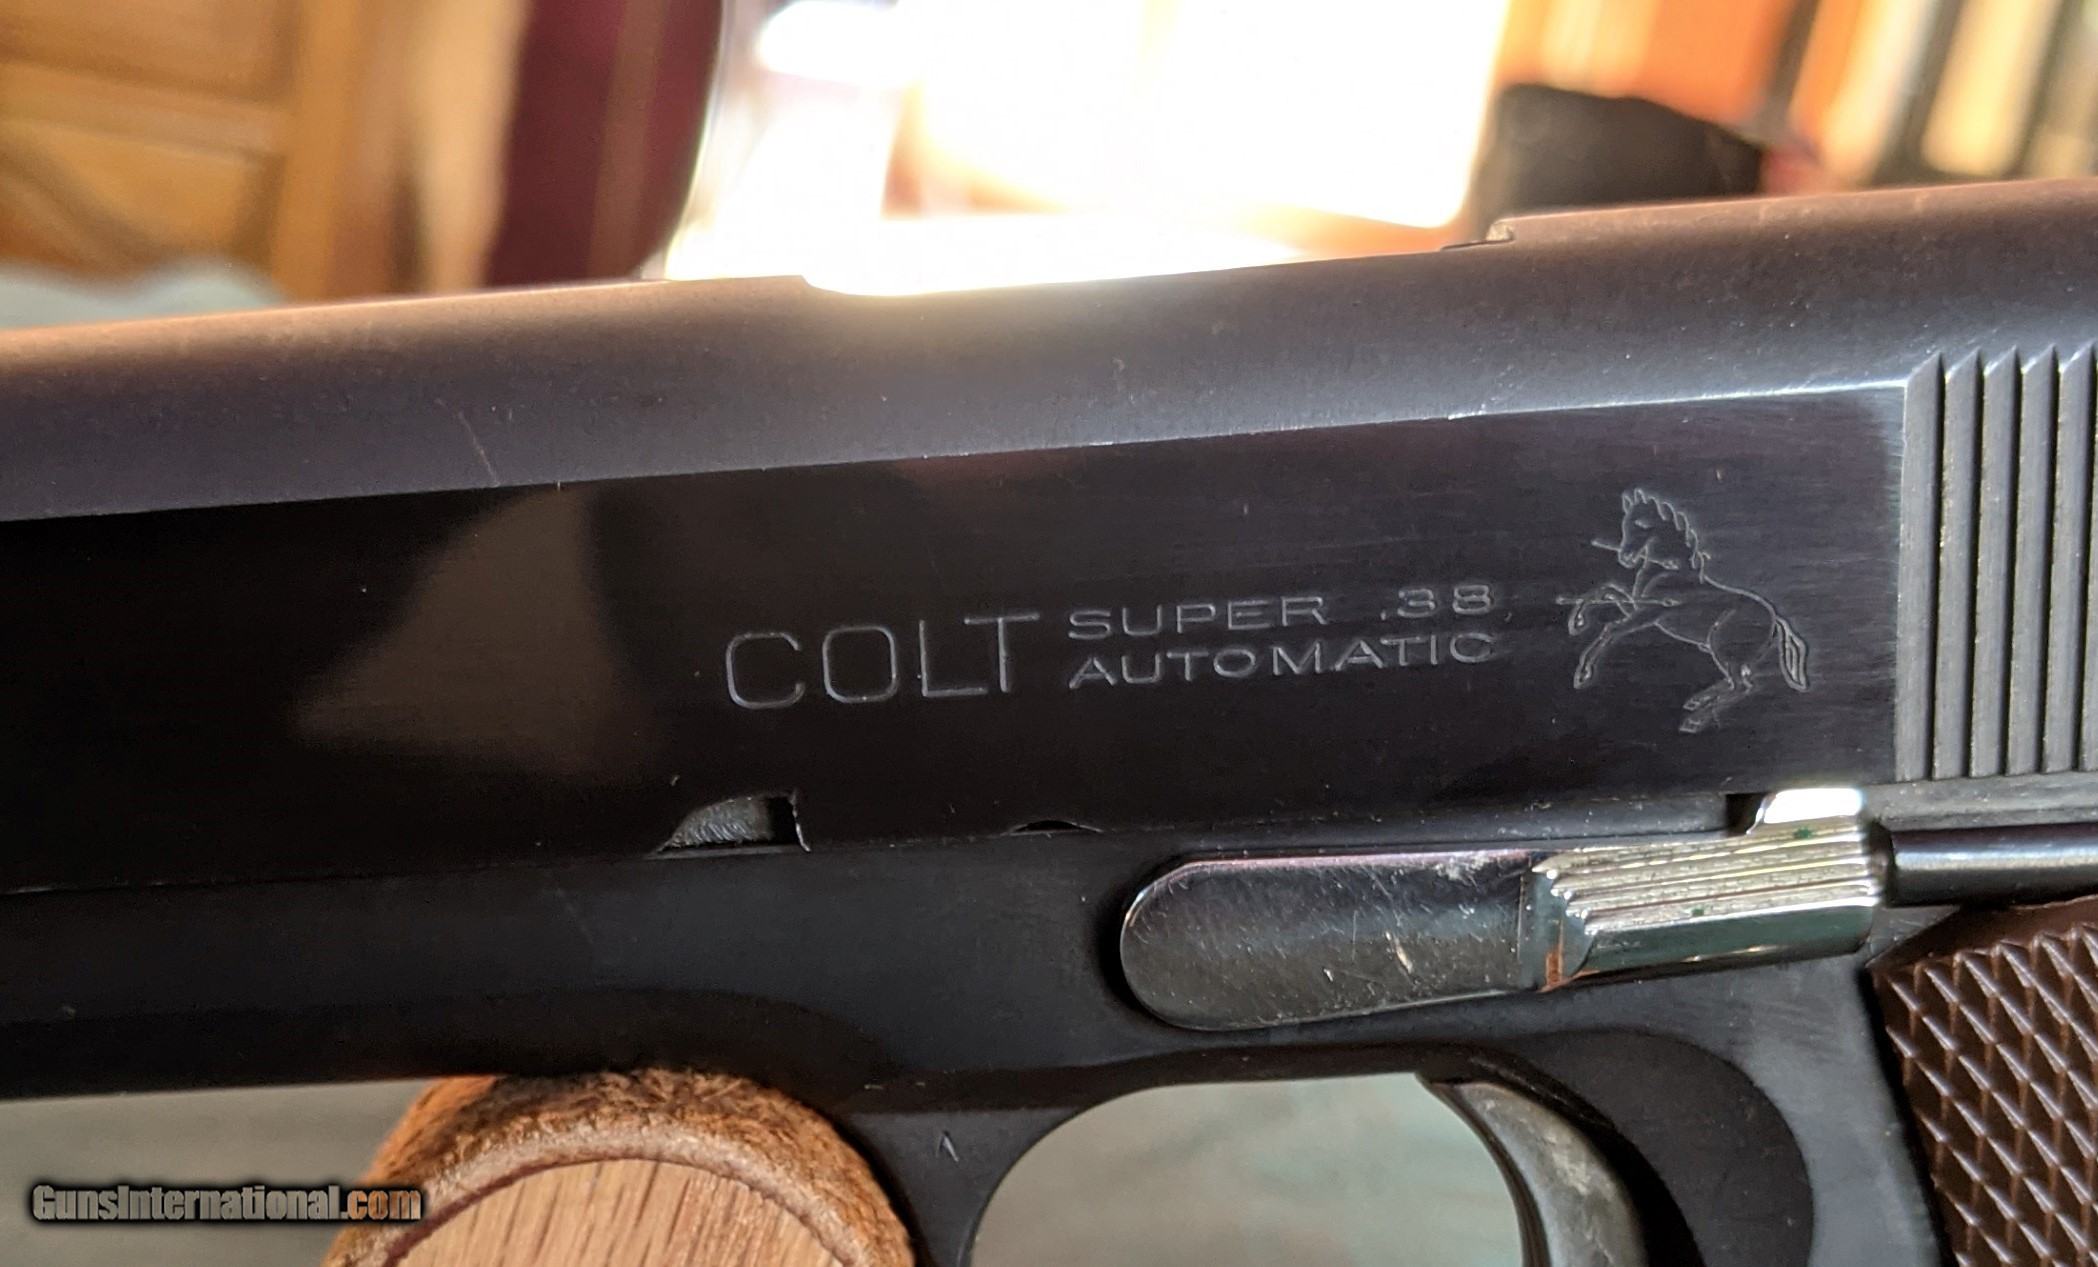 COLT SUPER .38
AUTOMATIC
GunsInternational.com